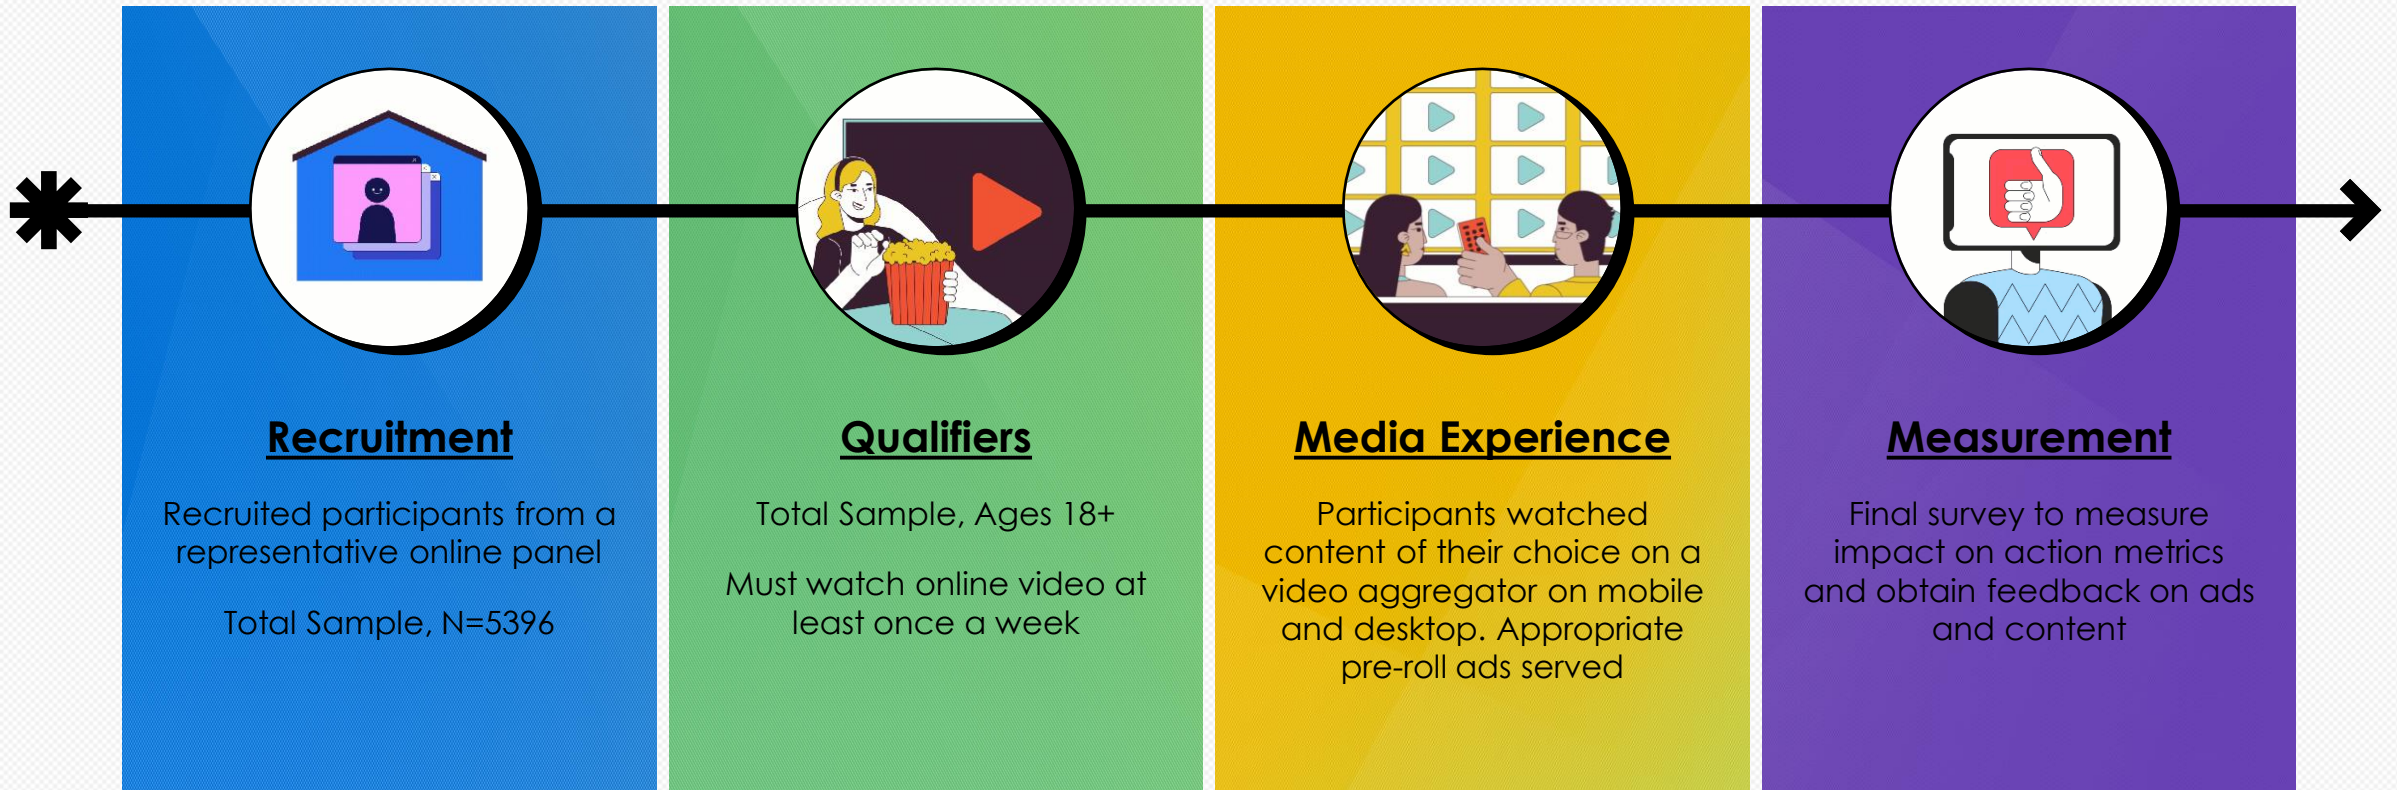 Recruitment
Recruited participants from a
representative online panel
Total Sample, N=5396
Qualifiers
Total Sample, Ages 18+
Must watch online video at
least once a week
Media Experience
Participants watched
content of their choice on a
video aggregator on mobile
and desktop. Appropriate
pre-roll ads served
Measurement
Final survey to measure
impact on action metrics
and obtain feedback on ads
and content